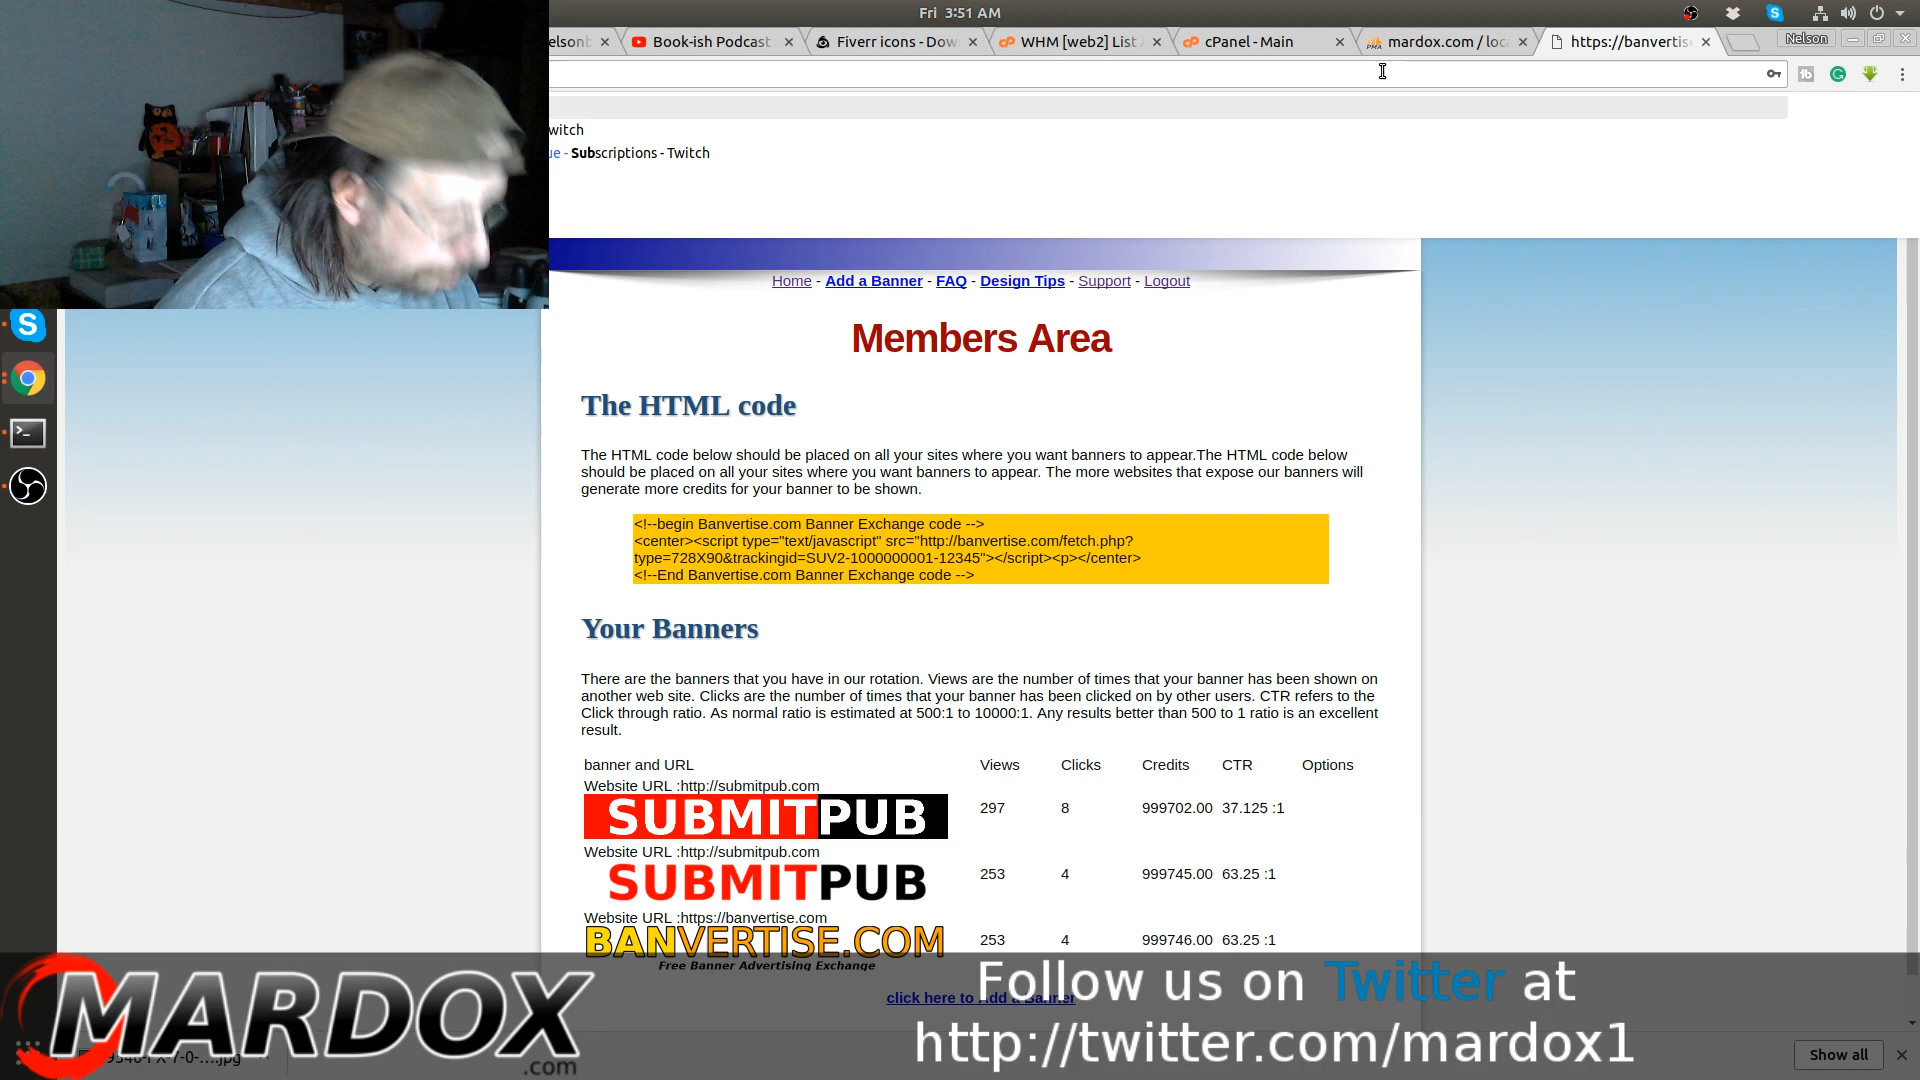 Fri 3:51 AM
elsonb
Book-ish Podcast
Fiverr icons - Dow
WHM [web2] List
cPanel - Main
mardox.com / loca
https://banvertis
Nelson
witch
ue - Subscriptions - Twitch
Home - Add a Banner - FAQ - Design Tips - Support - Logout
Members Area
The HTML code
The HTML code below should be placed on all your sites where you want banners to appear.The HTML code below
should be placed on all your sites where you want banners to appear. The more websites that expose our banners will
generate more credits for your banner to be shown.
<!--begin Banvertise.com Banner Exchange code -->
<center><script type="text/javascript" src="http://banvertise.com/fetch.php?
type=728X90&trackingid=SUV2-1000000001-12345"></script><p></center>
<!--End Banvertise.com Banner Exchange code -->
Your Banners
There are the banners that you have in our rotation. Views are the number of times that your banner has been shown on
another web site. Clicks are the number of times that your banner has been clicked on by other users. CTR refers to the
Click through ratio. As normal ratio is estimated at 500:1 to 10000:1. Any results better than 500 to 1 ratio is an excellent
result.
banner and URL Views Clicks Credits CTR Options
Website URL :http://submitpub.com
SUBMITPUB 297 8 999702.00 37.125 :1
Website URL :http://submitpub.com
SUBMITPUB 253 4 999745.00 63.25 :1
Website URL :https://banvertise.com
BANVERTISE.COM 253 4 999746.00 63.25 :1
Free Banner Advertising Exchange
click here to Add a Banner
MARDOX
.com
Follow us on Twitter at
http://twitter.com/mardox1
Show all